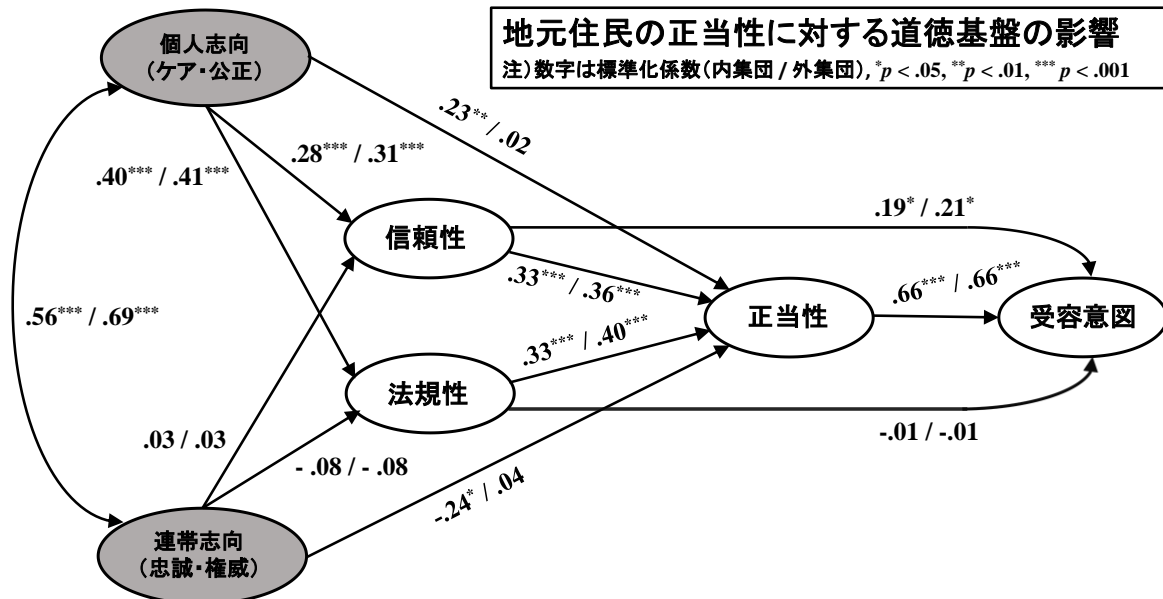 地元住民の正当性に対する道徳基盤の影響
注）数字は標準化係数（内集団 / 外集団）, *p < .05, **p < .01, *** p < .001
個人志向
（ケア・公正）
.23** / .02
.28*** / .31***
.40*** / .41***
.19* / .21*
信頼性
.33*** / .36***
.66*** / .66***
正当性
受容意図
.56*** / .69***
.33*** / .40***
法規性
.03 / .03
-.01 / -.01
- .08 / - .08
-.24* / .04
連帯志向
（忠誠・権威）